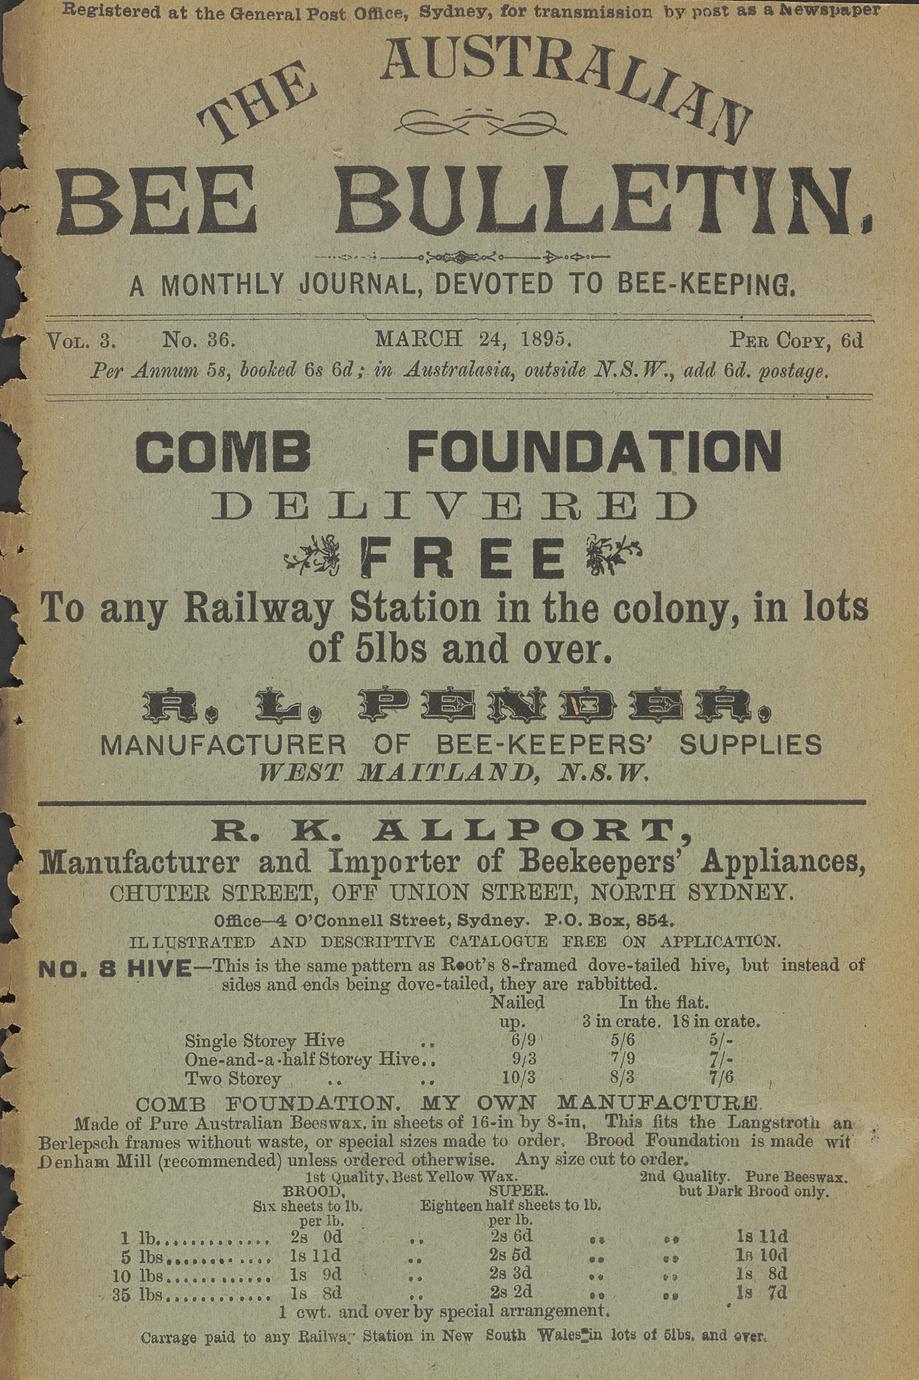 Registered at the General Post Office, Sydney, for transmission by post as a Newspaper
THE AUSTRALIAN
BEE BULLETIN.
A MONTHLY JOURNAL, DEVOTED TO BEE-KEEPING.
VOL. 3. No. 36. MARCH 24, 1895. PER COPY, 6d
Per Annum 5s, booked 6s 6d; in Australasia, outside N.S.W., add 6d. postage.
COMB FOUNDATION
DELIVERED
FREE
To any Railway Station in the colony, in lots
of 5lbs and over.
R. L. PENDER,
MANUFACTURER OF BEE-KEEPERS' SUPPLIES
WEST MAITLAND, N.S.W.
R. K. ALLPORT,
Manufacturer and Importer of Beekeepers' Appliances,
CHUTER STREET, OFF UNION STREET, NORTH SYDNEY.
Office—4 O'Connell Street, Sydney. P.O. Box, 854.
ILLUSTRATED AND DESCRIPTIVE CATALOGUE FREE ON APPLICATION.
NO. 8 HIVE—This is the same pattern as Root's 8-framed dove-tailed hive, but instead of
sides and ends being dove-tailed, they are rabbitted.
Nailed In the flat.
up. 3 in crate. 18 in crate.
Single Storey Hive .. 6/9 5/6 5/-
One-and-a-half Storey Hive.. 9/3 7/9 7/-
Two Storey .. .. 10/3 8/3 7/6
COMB FOUNDATION. MY OWN MANUFACTURE
Made of Pure Australian Beeswax, in sheets of 16-in by 8-in, This fits the Langstroth an
Berlepsch frames without waste, or special sizes made to order. Brood Foundation is made wit
Denham Mill (recommended) unless ordered otherwise. Any size cut to order.
1st Quality, Best Yellow Wax. 2nd Quality. Pure Beeswax.
BROOD, SUPER. but Dark Brood only.
Six sheets to lb. Eighteen half sheets to lb.
per lb. per lb.
1 lb............. 2s 0d .. 2s 6d .. .. 1s 11d
5 lbs............ 1s 11d .. 2s 5d .. .. 1s 10d
10 lbs............ 1s 9d .. 2s 3d .. .. 1s 8d
35 lbs............ 1s 8d .. 2s 2d .. .. 1s 7d
1 cwt. and over by special arrangement.
Carrage paid to any Railway Station in New South Wales in lots of 5lbs. and over.